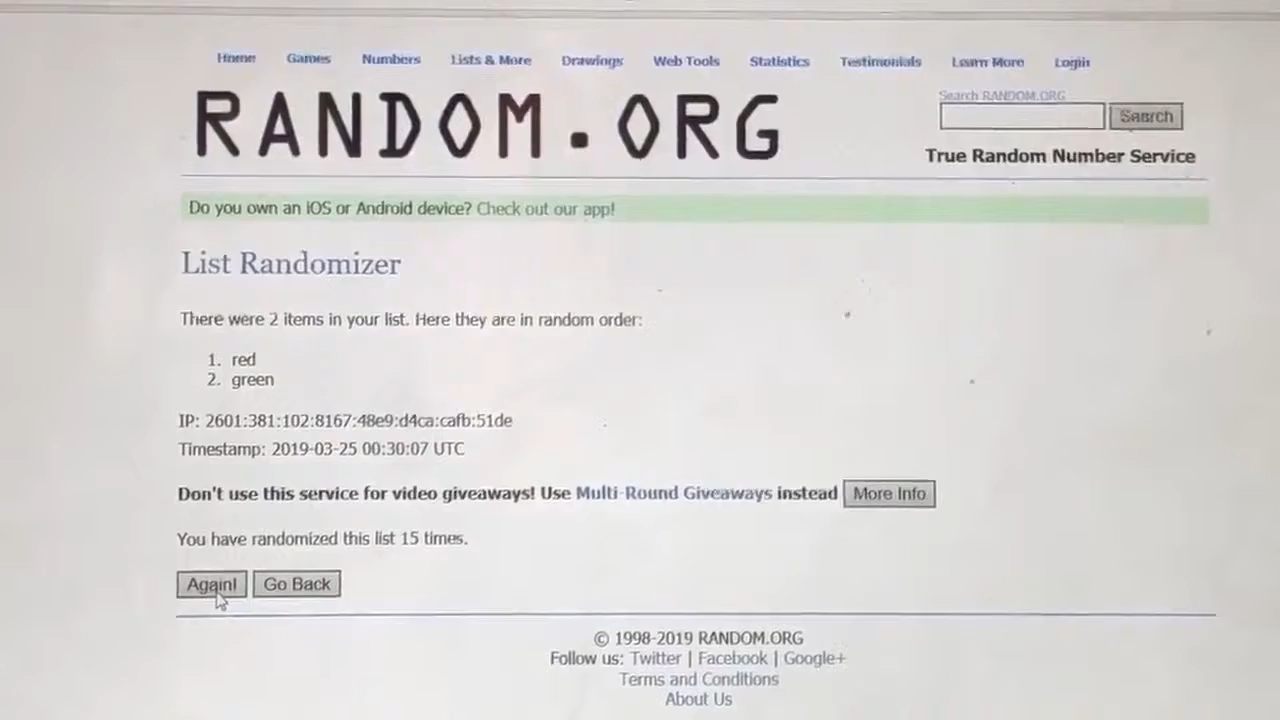 Home Games Numbers Lists & More Drawings Web Tools Statistics Testimonials Learn More Login
RANDOM.ORG
Search RANDOM.ORG
Search
True Random Number Service
Do you own an iOS or Android device? Check out our app!
List Randomizer
There were 2 items in your list. Here they are in random order:
1. red
2. green
IP: 2601:381:102:8167:48e9:d4ca:cafb:51de
Timestamp: 2019-03-25 00:30:07 UTC
Don't use this service for video giveaways! Use Multi-Round Giveaways instead More Info
You have randomized this list 15 times.
Again! Go Back
© 1998-2019 RANDOM.ORG
Follow us: Twitter | Facebook | Google+
Terms and Conditions
About Us